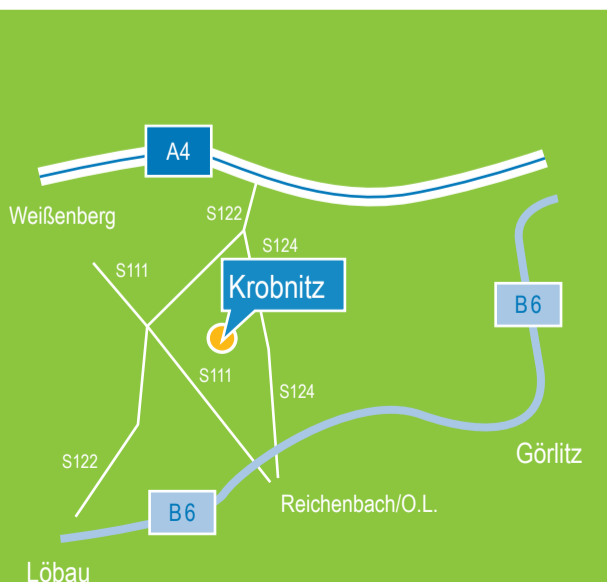 A4
Weißenberg
S122
S124
S111
Krobnitz
B6
S111
S124
Görlitz
S122
Reichenbach/O.L.
B6
Löbau